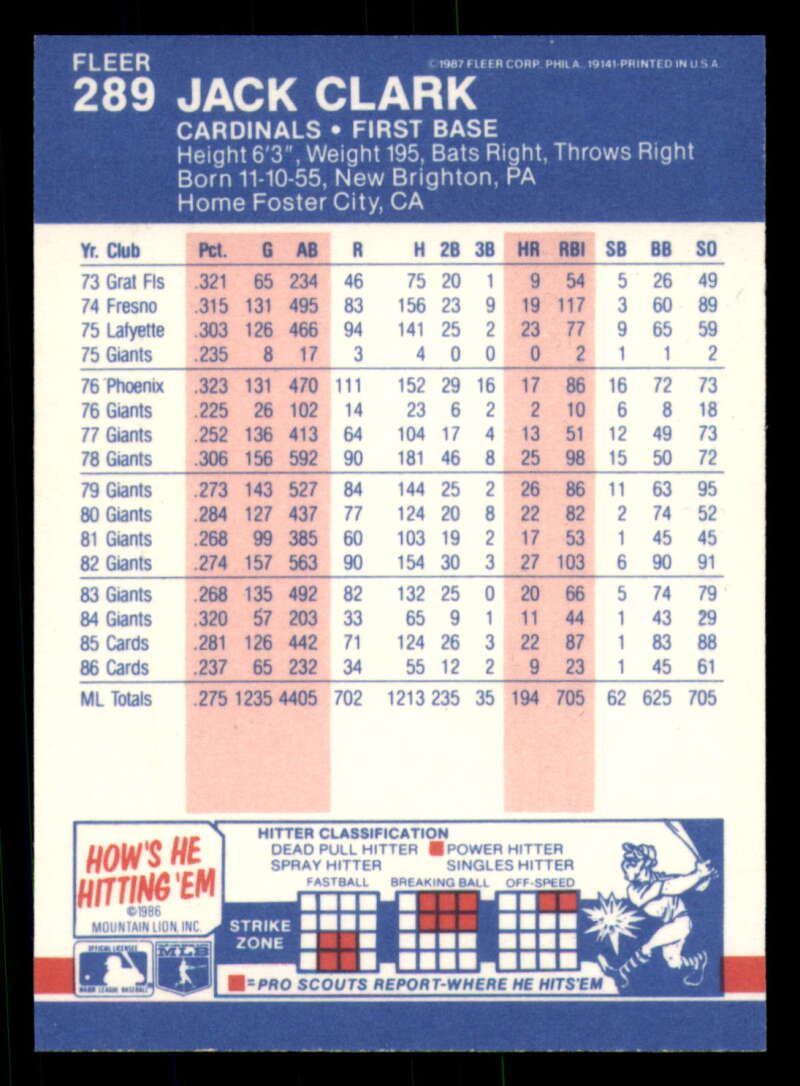 FLEER
©1987 FLEER CORP. PHILA. 19141-PRINTED IN U.S.A.
289 JACK CLARK
CARDINALS • FIRST BASE
Height 6'3", Weight 195, Bats Right, Throws Right
Born 11-10-55, New Brighton, PA
Home Foster City, CA
Yr. Club Pct. G AB R H 2B 3B HR RBI SB BB SO
73 Grat Fls .321 65 234 46 75 20 1 9 54 5 26 49
74 Fresno .315 131 495 83 156 23 9 19 117 3 60 89
75 Lafyette .303 126 466 94 141 25 2 23 77 9 65 59
75 Giants .235 8 17 3 4 0 0 0 2 1 1 2
76 Phoenix .323 131 470 111 152 29 16 17 86 16 72 73
76 Giants .225 26 102 14 23 6 2 2 10 6 8 18
77 Giants .252 136 413 64 104 17 4 13 51 12 49 73
78 Giants .306 156 592 90 181 46 8 25 98 15 50 72
79 Giants .273 143 527 84 144 25 2 26 86 11 63 95
80 Giants .284 127 437 77 124 20 8 22 82 2 74 52
81 Giants .268 99 385 60 103 19 2 17 53 1 45 45
82 Giants .274 157 563 90 154 30 3 27 103 6 90 91
83 Giants .268 135 492 82 132 25 0 20 66 5 74 79
84 Giants .320 57 203 33 65 9 1 11 44 1 43 29
85 Cards .281 126 442 71 124 26 3 22 87 1 83 88
86 Cards .237 65 232 34 55 12 2 9 23 1 45 61
ML Totals .275 1235 4405 702 1213 235 35 194 705 62 625 705
HOW'S HE
HITTING 'EM
©1986
MOUNTAIN LION, INC.
OFFICIAL LICENSEE
MAJOR LEAGUE BASEBALL
MLB
HITTER CLASSIFICATION
DEAD PULL HITTER POWER HITTER
SPRAY HITTER SINGLES HITTER
FASTBALL BREAKING BALL OFF-SPEED
STRIKE
ZONE
=PRO SCOUTS REPORT-WHERE HE HITS'EM